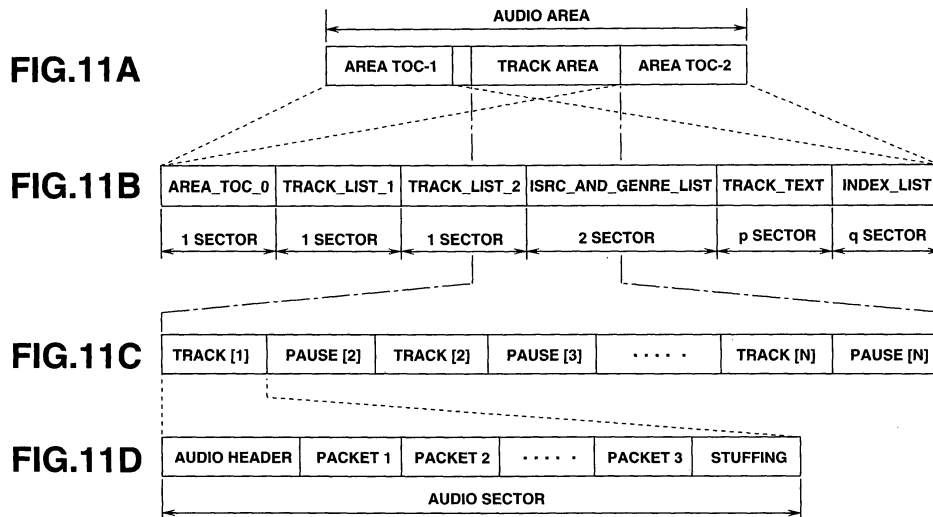 AUDIO AREA
FIG.11A
AREA TOC-1 TRACK AREA AREA TOC-2
FIG.11B
AREA_TOC_0 TRACK_LIST_1 TRACK_LIST_2 ISRC_AND_GENRE_LIST TRACK_TEXT INDEX_LIST
1 SECTOR 1 SECTOR 1 SECTOR 2 SECTOR p SECTOR q SECTOR
FIG.11C
TRACK [1] PAUSE [2] TRACK [2] PAUSE [3] ····· TRACK [N] PAUSE [N]
FIG.11D
AUDIO HEADER PACKET 1 PACKET 2 ····· PACKET 3 STUFFING
AUDIO SECTOR